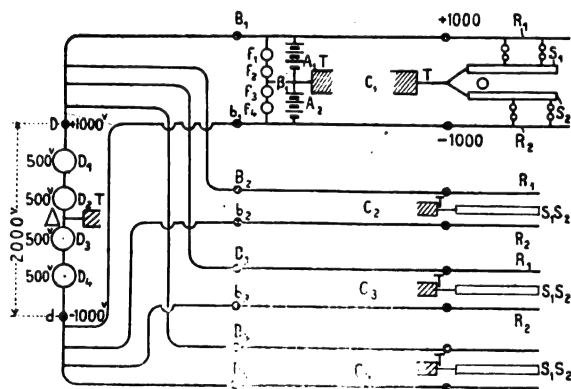 B₁ +1000 R₁
f₁ A₁ T S₁
f₂ β₁ C₁ T
f₃
f₄ A₂ S₂
D +1000ᵛ b₁ -1000 R₂
500ᵛ D₁
B₂ T R₁
500ᵛ D₂ T b₂ C₂ S₁S₂
Δ R₂
2000ᵛ
500ᵛ D₃ R₁
T
500ᵛ D₄ C₃ S₁S₂
d -1000ᵛ R₂
T
S₁S₂